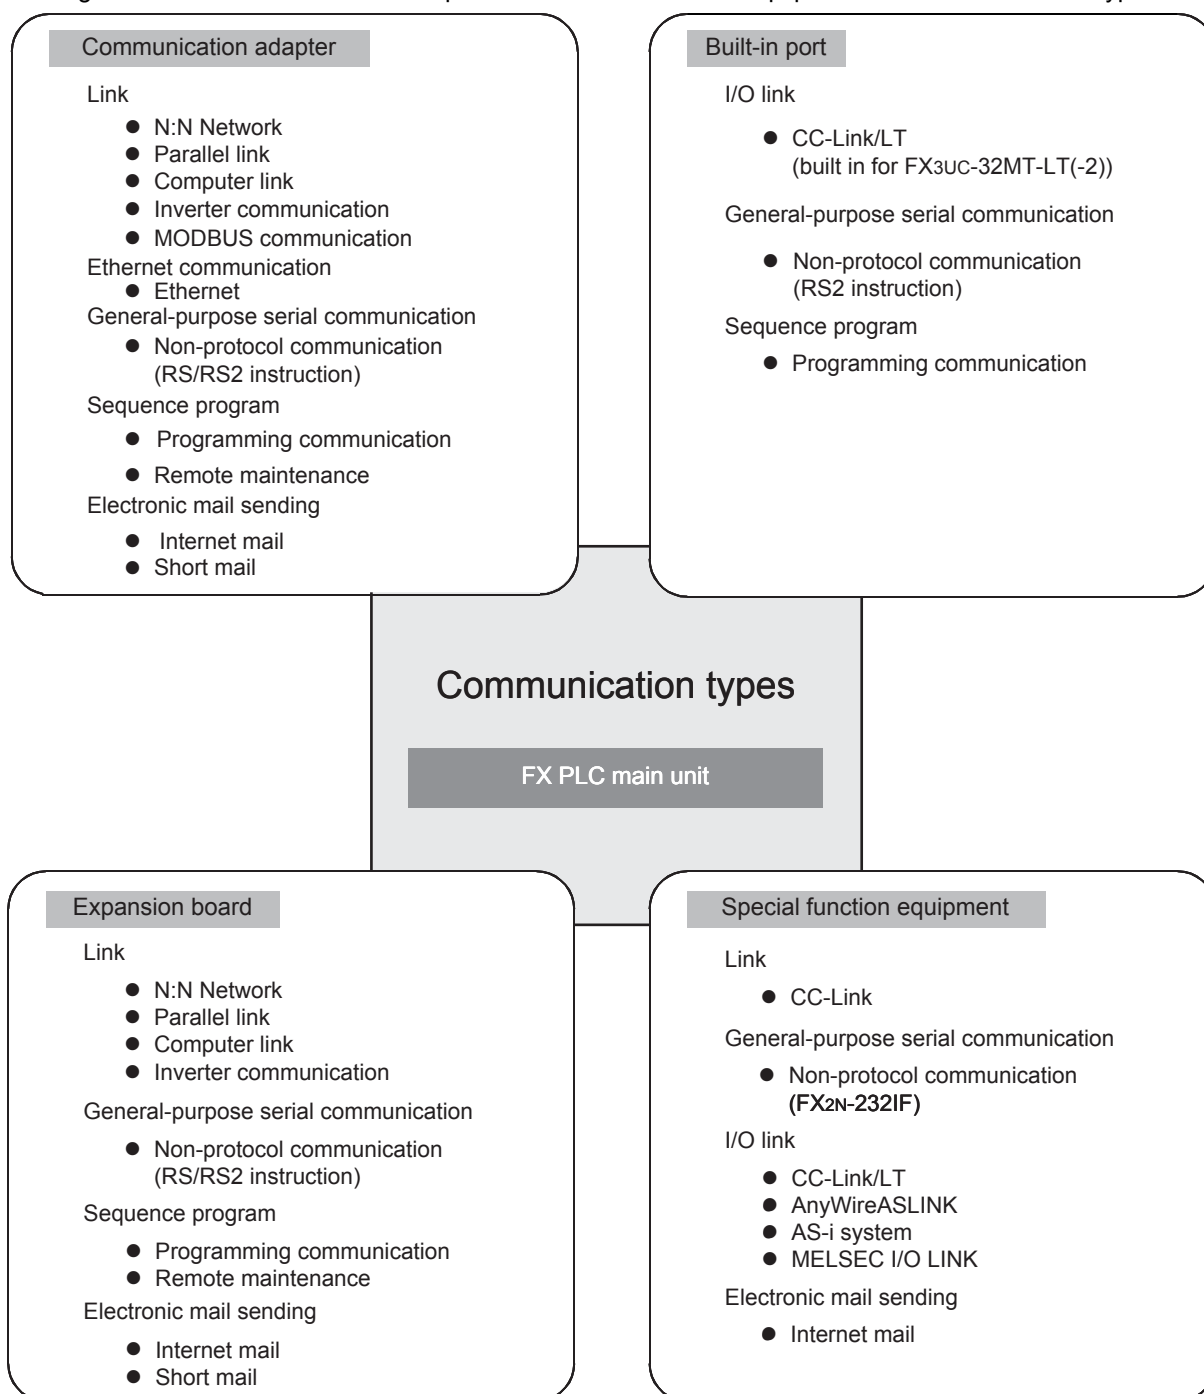 Communication adapter
Link
● N:N Network
● Parallel link
● Computer link
● Inverter communication
● MODBUS communication
Ethernet communication
● Ethernet
General-purpose serial communication
● Non-protocol communication
(RS/RS2 instruction)
Sequence program
● Programming communication
● Remote maintenance
Electronic mail sending
● Internet mail
● Short mail
Built-in port
I/O link
● CC-Link/LT
(built in for FX3UC-32MT-LT(-2))
General-purpose serial communication
● Non-protocol communication
(RS2 instruction)
Sequence program
● Programming communication
Communication types
FX PLC main unit
Expansion board
Link
● N:N Network
● Parallel link
● Computer link
● Inverter communication
General-purpose serial communication
● Non-protocol communication
(RS/RS2 instruction)
Sequence program
● Programming communication
● Remote maintenance
Electronic mail sending
● Internet mail
● Short mail
Special function equipment
Link
● CC-Link
General-purpose serial communication
● Non-protocol communication
(FX2N-232IF)
I/O link
● CC-Link/LT
● AnyWireASLINK
● AS-i system
● MELSEC I/O LINK
Electronic mail sending
● Internet mail